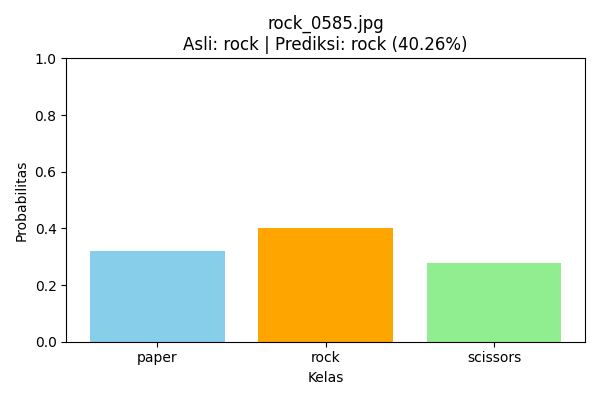 rock_0585.jpg
Asli: rock | Prediksi: rock (40.26%)
1.0
0.8
0.6
0.4
0.2
0.0
Probabilitas
paper
rock
scissors
Kelas